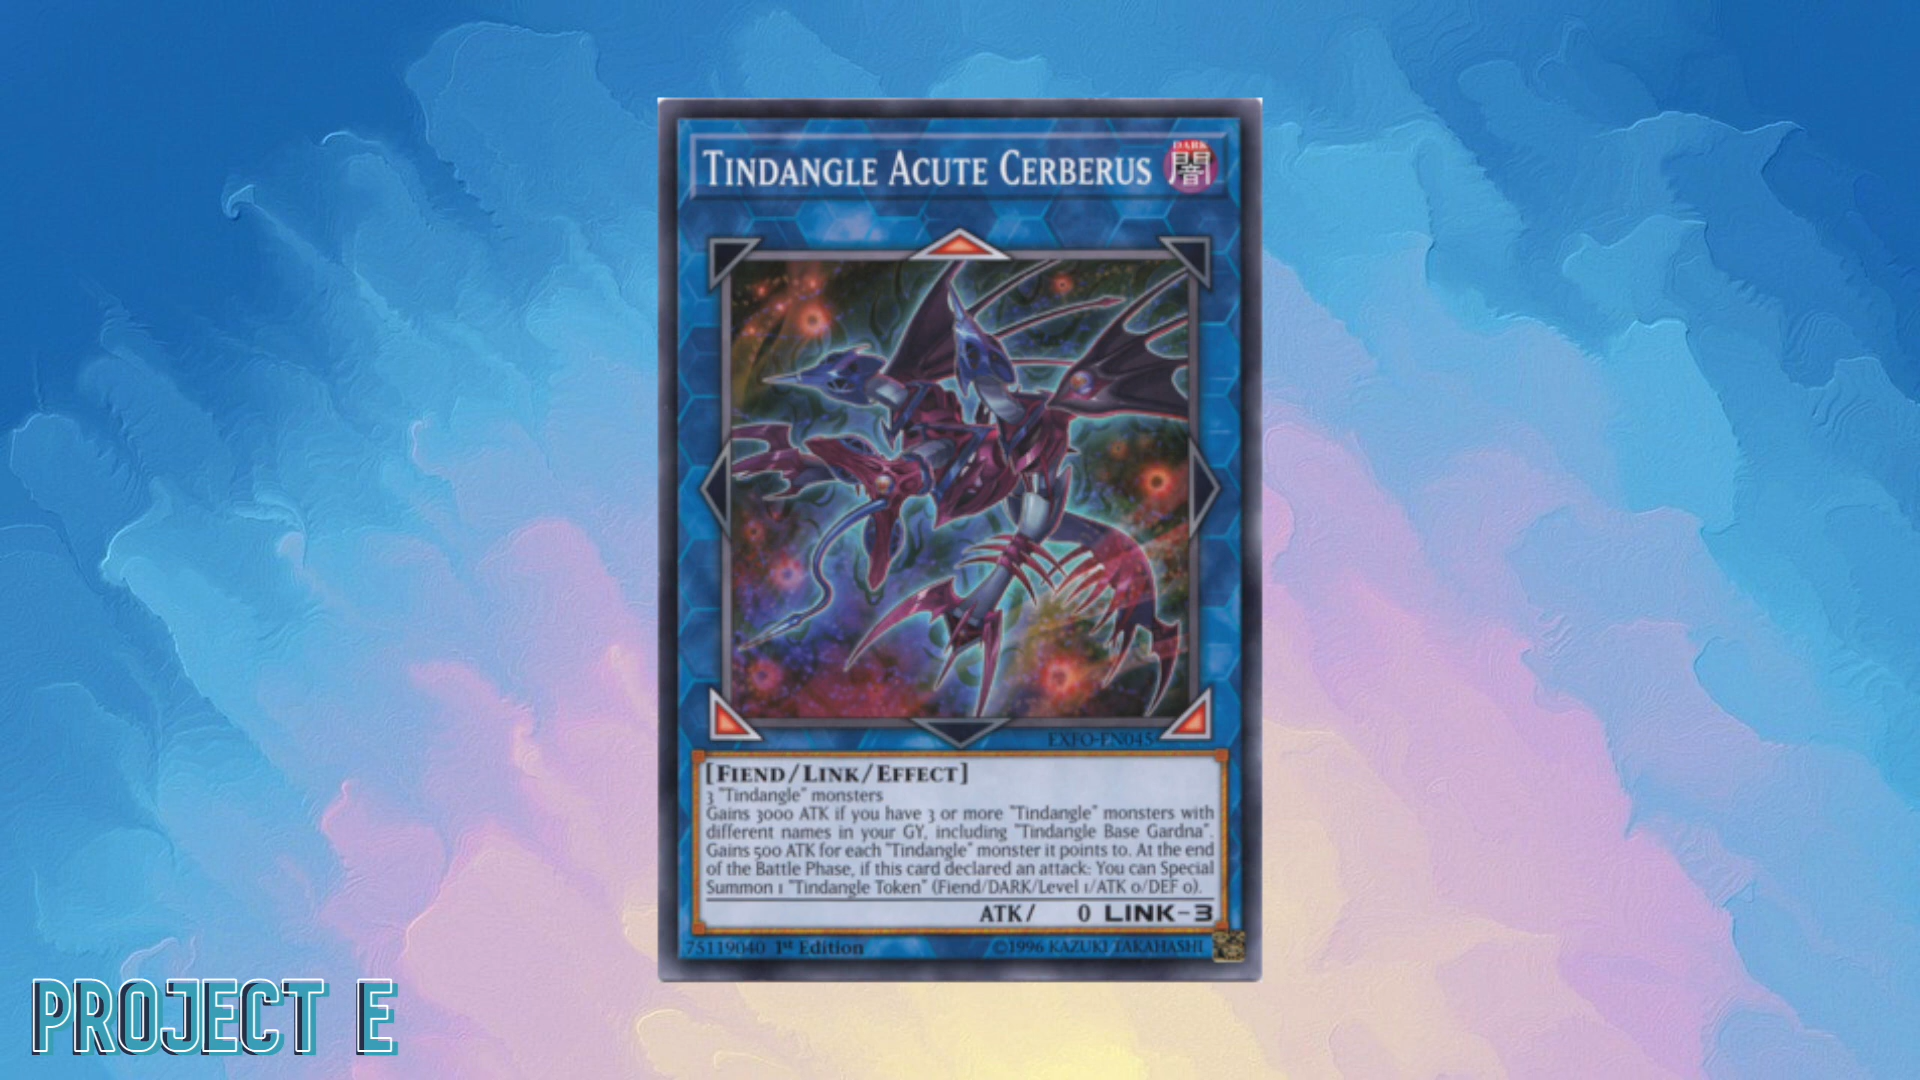 TINDANGLE ACUTE CERBERUS
DARK
闇
EXFO-EN045
[FIEND/LINK/EFFECT]
3 "Tindangle" monsters
Gains 3000 ATK if you have 3 or more "Tindangle" monsters with
different names in your GY, including "Tindangle Base Gardna".
Gains 500 ATK for each "Tindangle" monster it points to. At the end
of the Battle Phase, if this card declared an attack: You can Special
Summon 1 "Tindangle Token" (Fiend/DARK/Level 1/ATK 0/DEF 0).
ATK/ 0 LINK-3
75119040 1st Edition ©1996 KAZUKI TAKAHASHI
PROJECT E